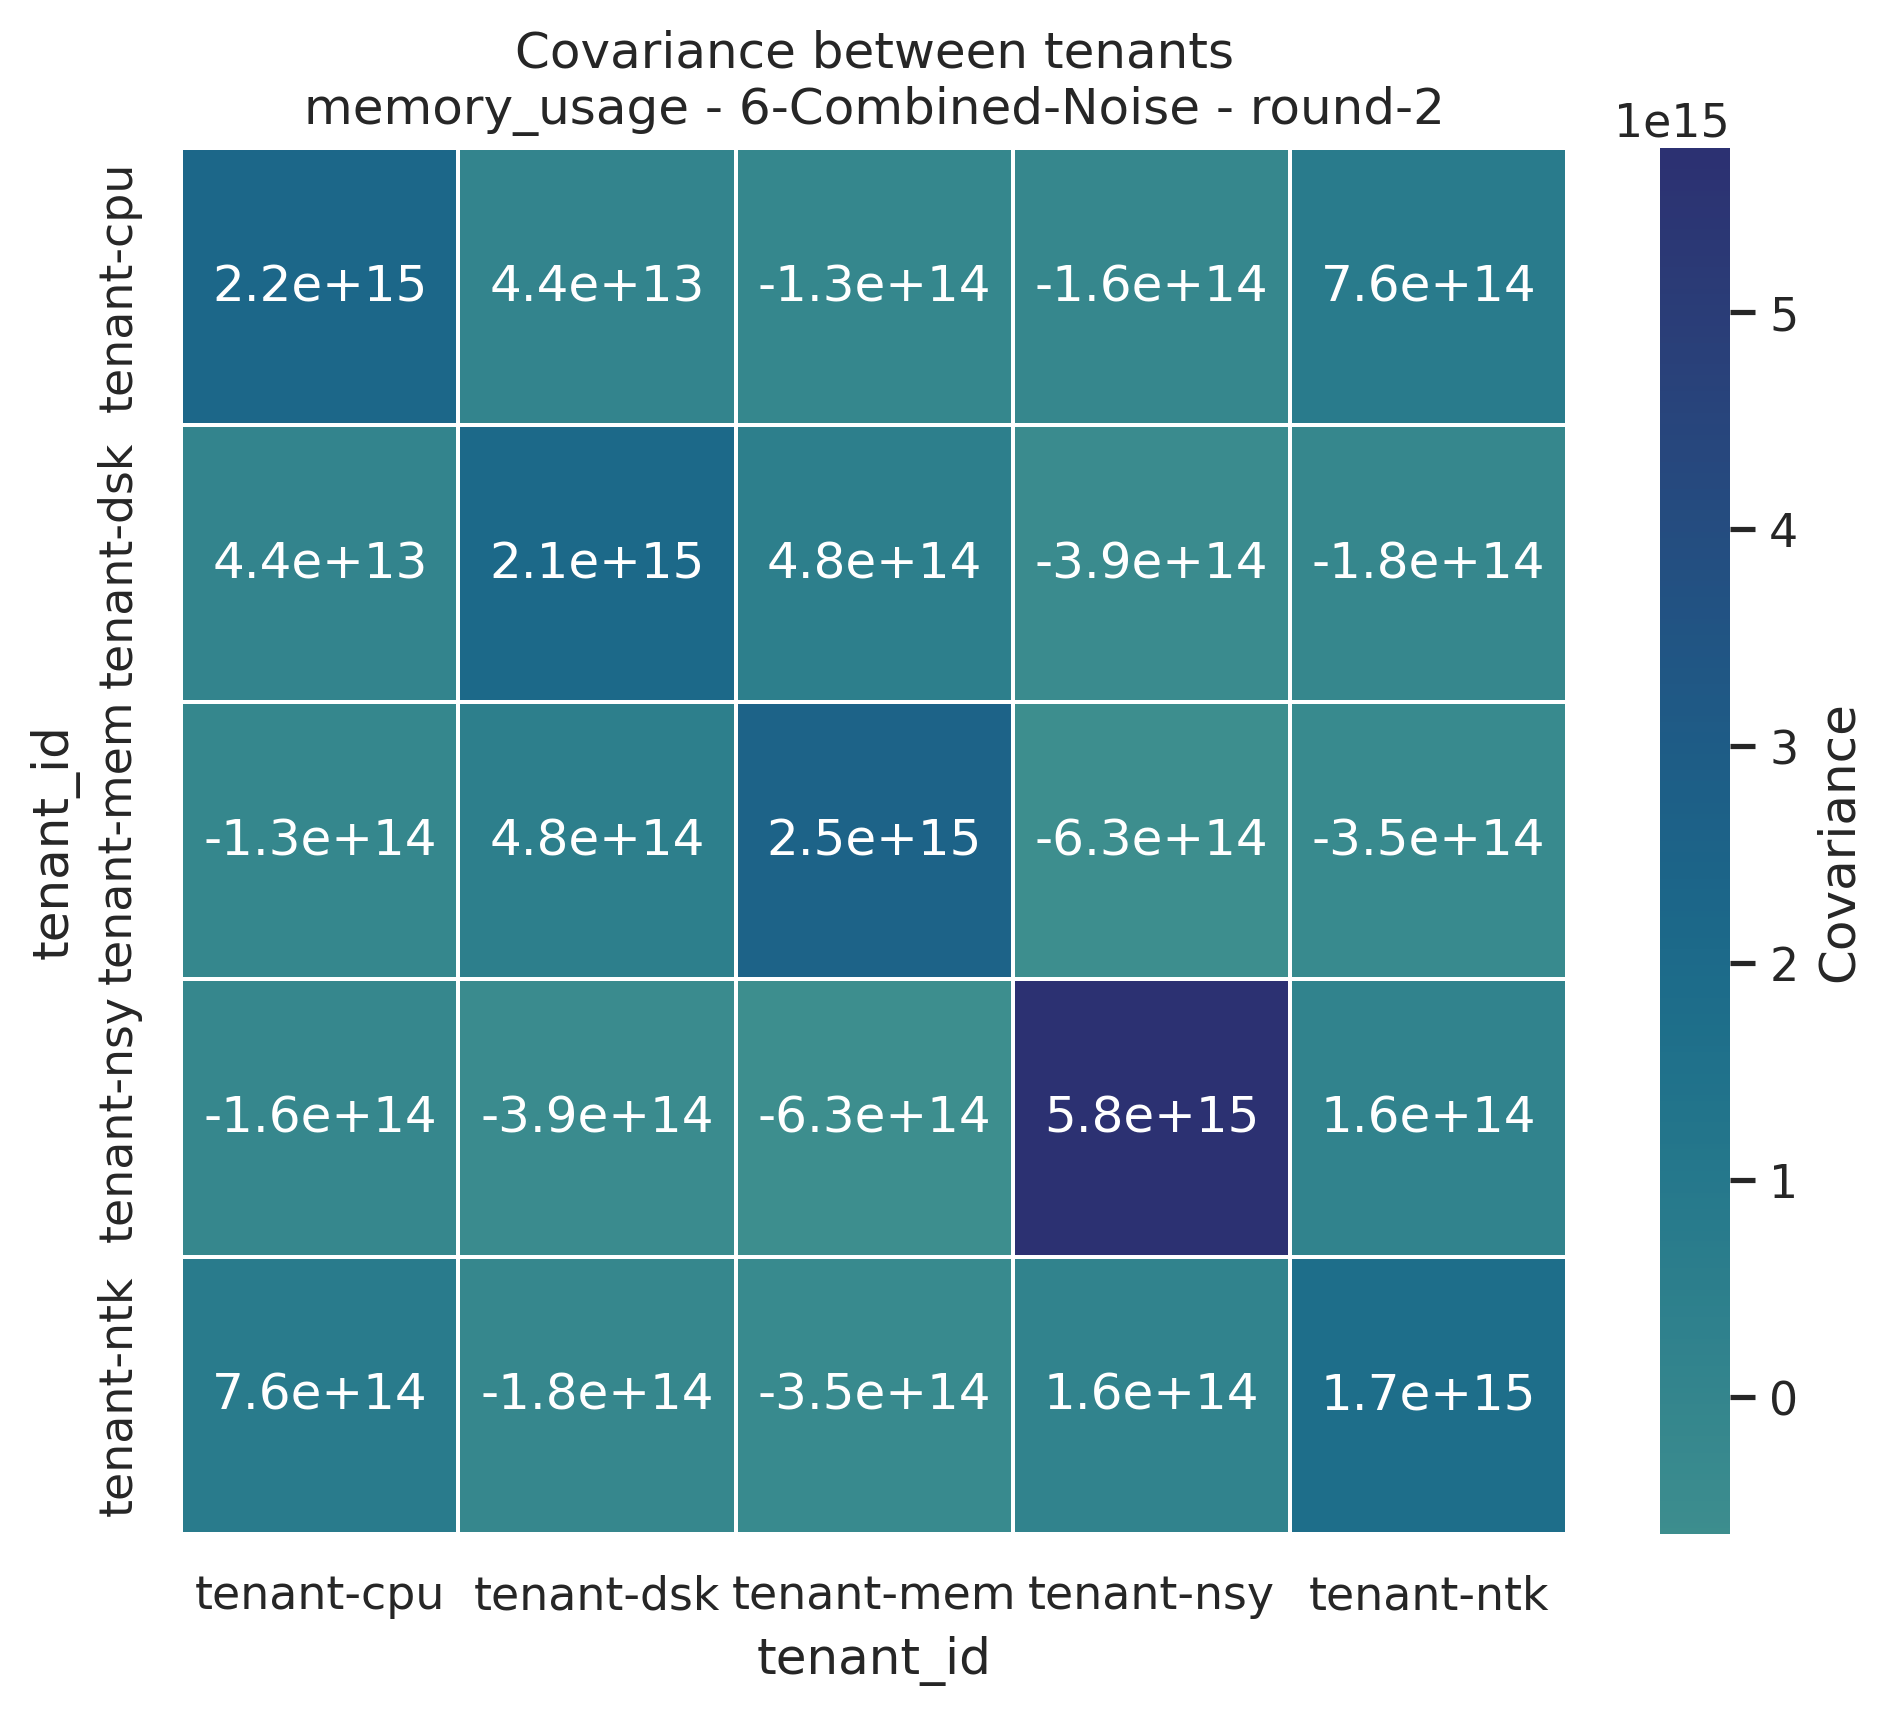 Covariance between tenants
memory_usage - 6-Combined-Noise - round-2
1e15
tenant-cpu
2.2e+15 4.4e+13 -1.3e+14 -1.6e+14 7.6e+14
tenant-dsk
4.4e+13 2.1e+15 4.8e+14 -3.9e+14 -1.8e+14
tenant-mem
-1.3e+14 4.8e+14 2.5e+15 -6.3e+14 -3.5e+14
tenant-nsy
-1.6e+14 -3.9e+14 -6.3e+14 5.8e+15 1.6e+14
tenant-ntk
7.6e+14 -1.8e+14 -3.5e+14 1.6e+14 1.7e+15
tenant_id
tenant-cpu tenant-dsk tenant-mem tenant-nsy tenant-ntk
tenant_id
5
4
3
2
1
0
Covariance